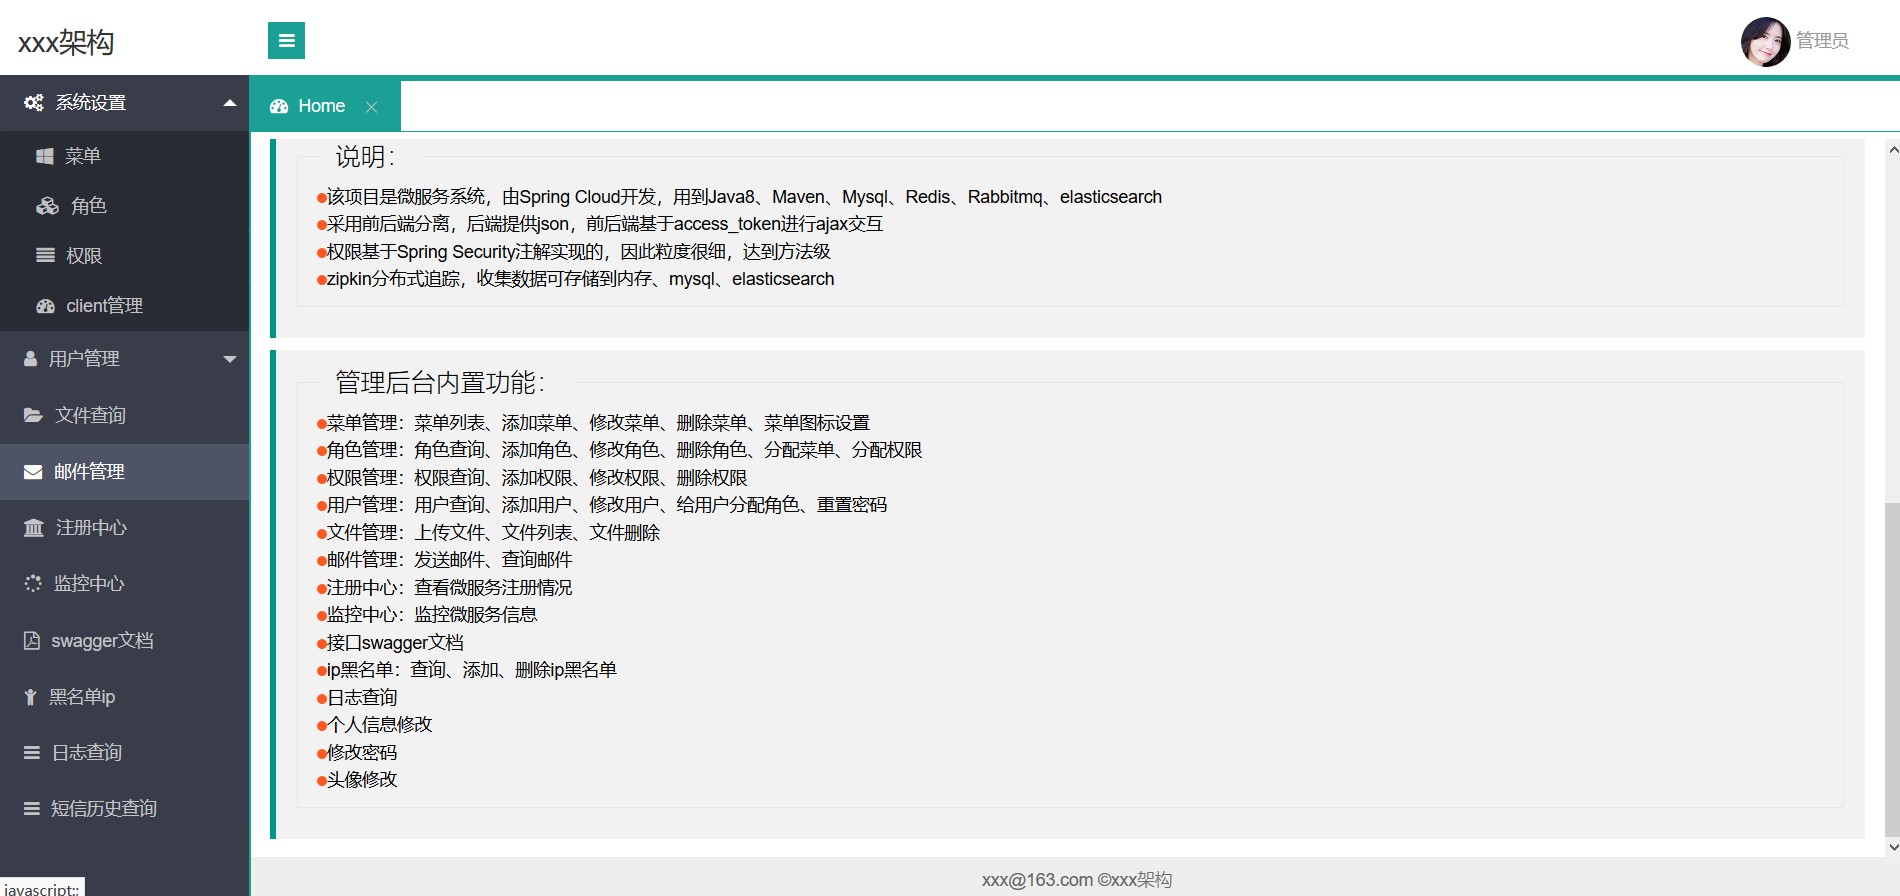 xxx架构
管理员
系统设置
菜单
角色
权限
client管理
用户管理
文件查询
邮件管理
注册中心
监控中心
swagger文档
黑名单ip
日志查询
短信历史查询
javascript:;
Home
说明：
●该项目是微服务系统，由Spring Cloud开发，用到Java8、Maven、Mysql、Redis、Rabbitmq、elasticsearch
●采用前后端分离，后端提供json，前后端基于access_token进行ajax交互
●权限基于Spring Security注解实现的，因此粒度很细，达到方法级
●zipkin分布式追踪，收集数据可存储到内存、mysql、elasticsearch
管理后台内置功能：
●菜单管理：菜单列表、添加菜单、修改菜单、删除菜单、菜单图标设置
●角色管理：角色查询、添加角色、修改角色、删除角色、分配菜单、分配权限
●权限管理：权限查询、添加权限、修改权限、删除权限
●用户管理：用户查询、添加用户、修改用户、给用户分配角色、重置密码
●文件管理：上传文件、文件列表、文件删除
●邮件管理：发送邮件、查询邮件
●注册中心：查看微服务注册情况
●监控中心：监控微服务信息
●接口swagger文档
●ip黑名单：查询、添加、删除ip黑名单
●日志查询
●个人信息修改
●修改密码
●头像修改
xxx@163.com ©xxx架构